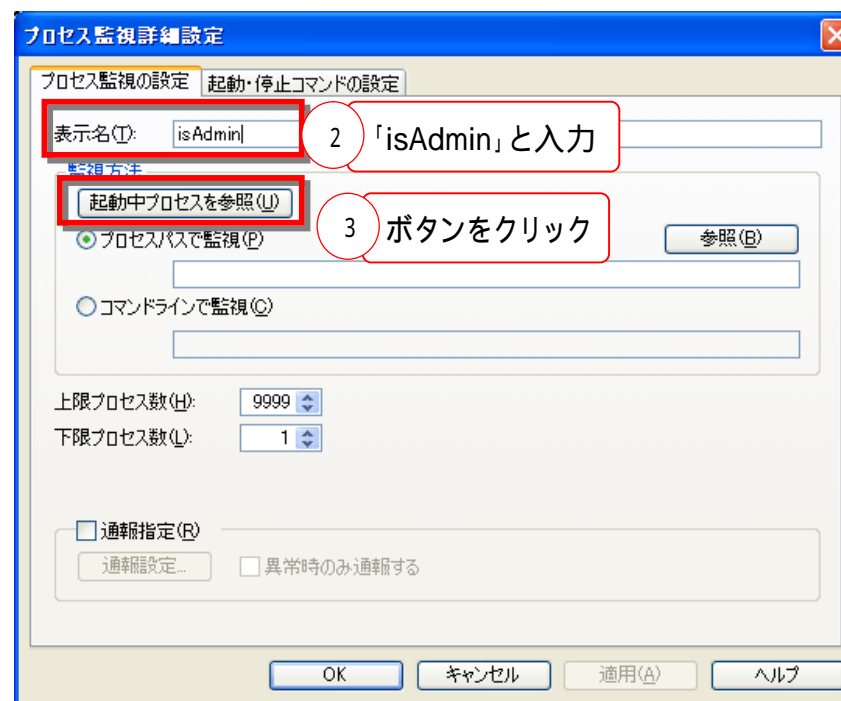 プロセス監視詳細設定
プロセス監視の設定 起動・停止コマンドの設定
表示名(T): isAdmin 2 「isAdmin」と入力
監視方法
起動中プロセスを参照(U)
3 ボタンをクリック
プロセスパスで監視(P) 参照(B)
コマンドラインで監視(C)
上限プロセス数(H): 9999
下限プロセス数(L): 1
通報指定(R)
通報設定... 異常時のみ通報する
OK キャンセル 適用(A) ヘルプ